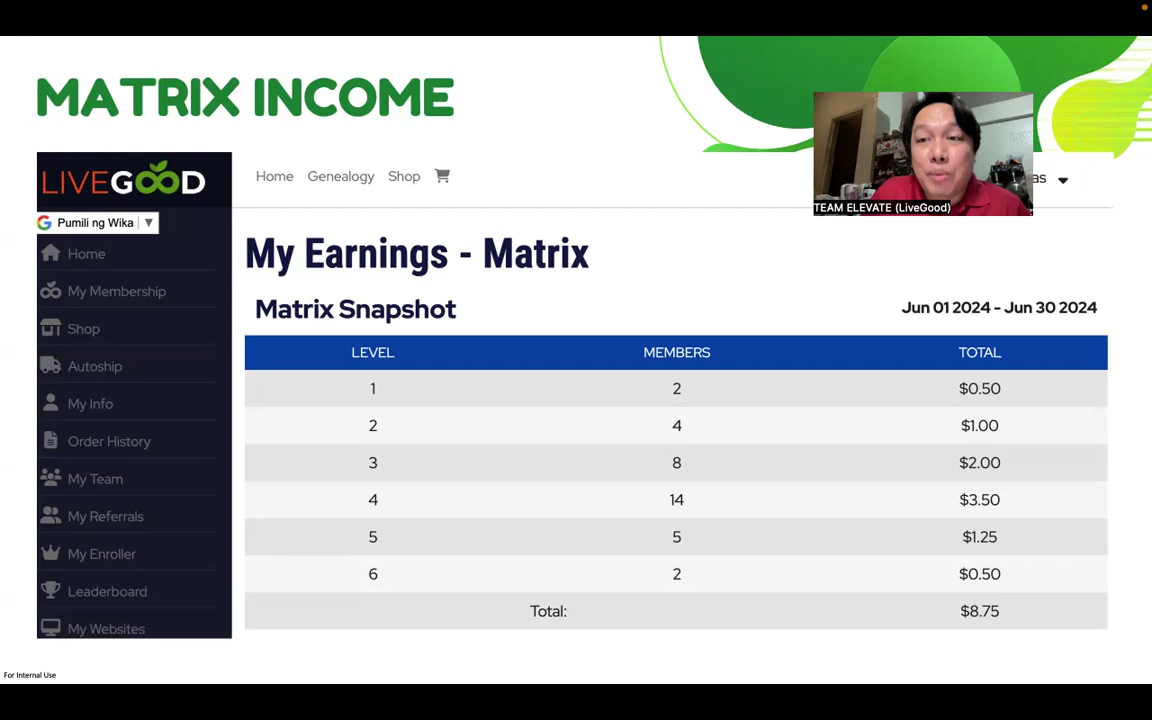 MATRIX INCOME
LIVEGOOD
Home Genealogy Shop
as
TEAM ELEVATE (LiveGood)
Pumili ng Wika
Home
My Membership
Shop
Autoship
My Info
Order History
My Team
My Referrals
My Enroller
Leaderboard
My Websites
My Earnings - Matrix
Matrix Snapshot Jun 01 2024 - Jun 30 2024
LEVEL MEMBERS TOTAL
1 2 $0.50
2 4 $1.00
3 8 $2.00
4 14 $3.50
5 5 $1.25
6 2 $0.50
Total: $8.75
For Internal Use